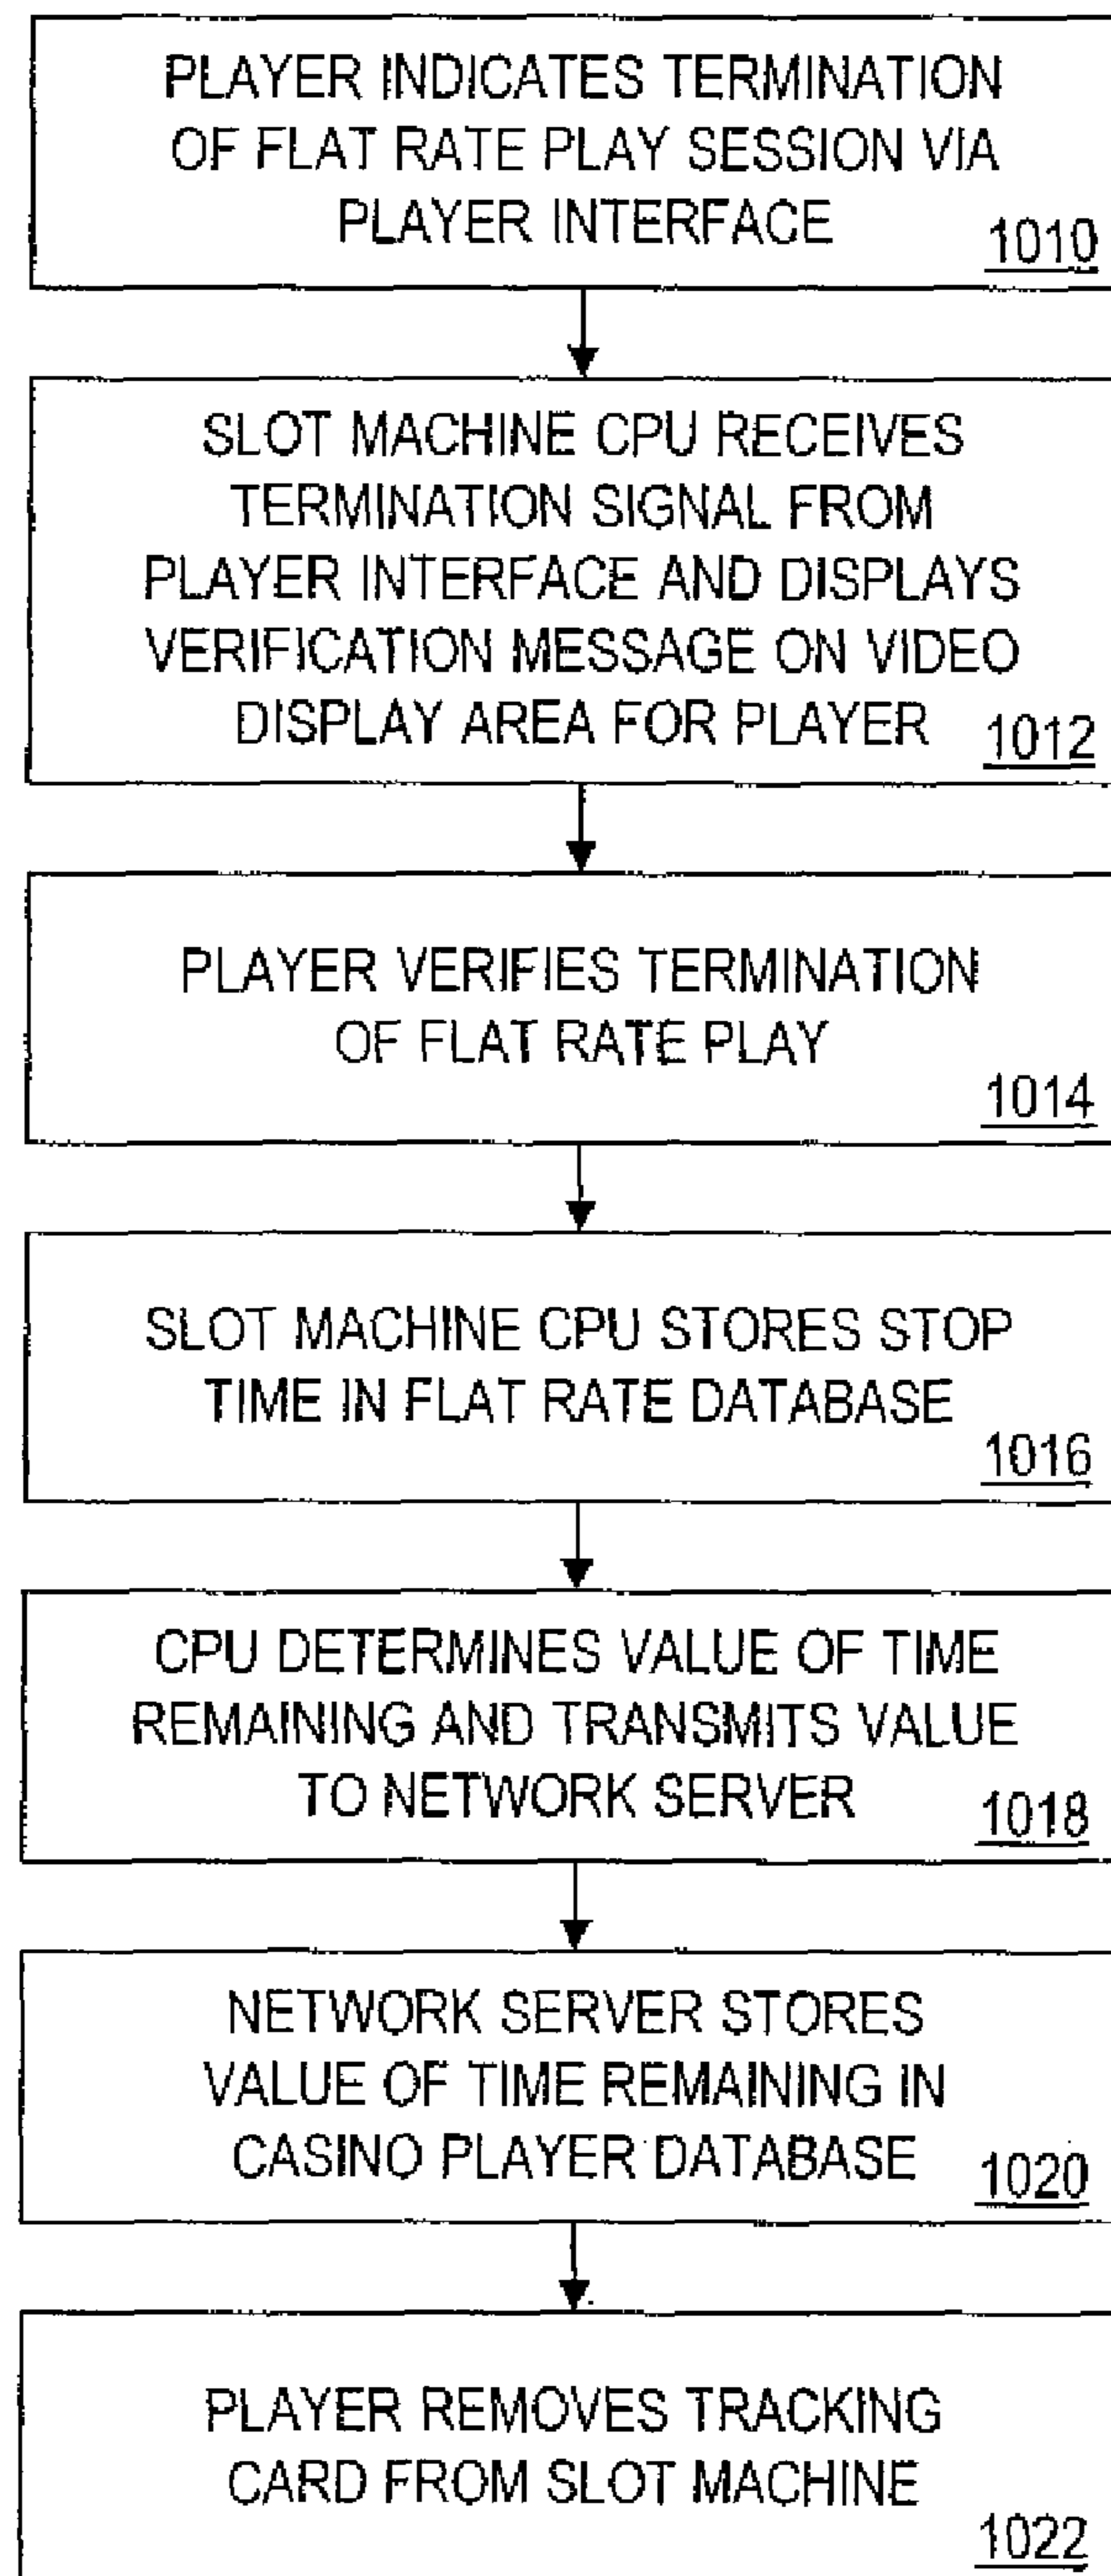 PLAYER INDICATES TERMINATION
OF FLAT RATE PLAY SESSION VIA
PLAYER INTERFACE
1010
SLOT MACHINE CPU RECEIVES
TERMINATION SIGNAL FROM
PLAYER INTERFACE AND DISPLAYS
VERIFICATION MESSAGE ON VIDEO
DISPLAY AREA FOR PLAYER
1012
PLAYER VERIFIES TERMINATION
OF FLAT RATE PLAY
1014
SLOT MACHINE CPU STORES STOP
TIME IN FLAT RATE DATABASE
1016
CPU DETERMINES VALUE OF TIME
REMAINING AND TRANSMITS VALUE
TO NETWORK SERVER
1018
NETWORK SERVER STORES
VALUE OF TIME REMAINING IN
CASINO PLAYER DATABASE
1020
PLAYER REMOVES TRACKING
CARD FROM SLOT MACHINE
1022